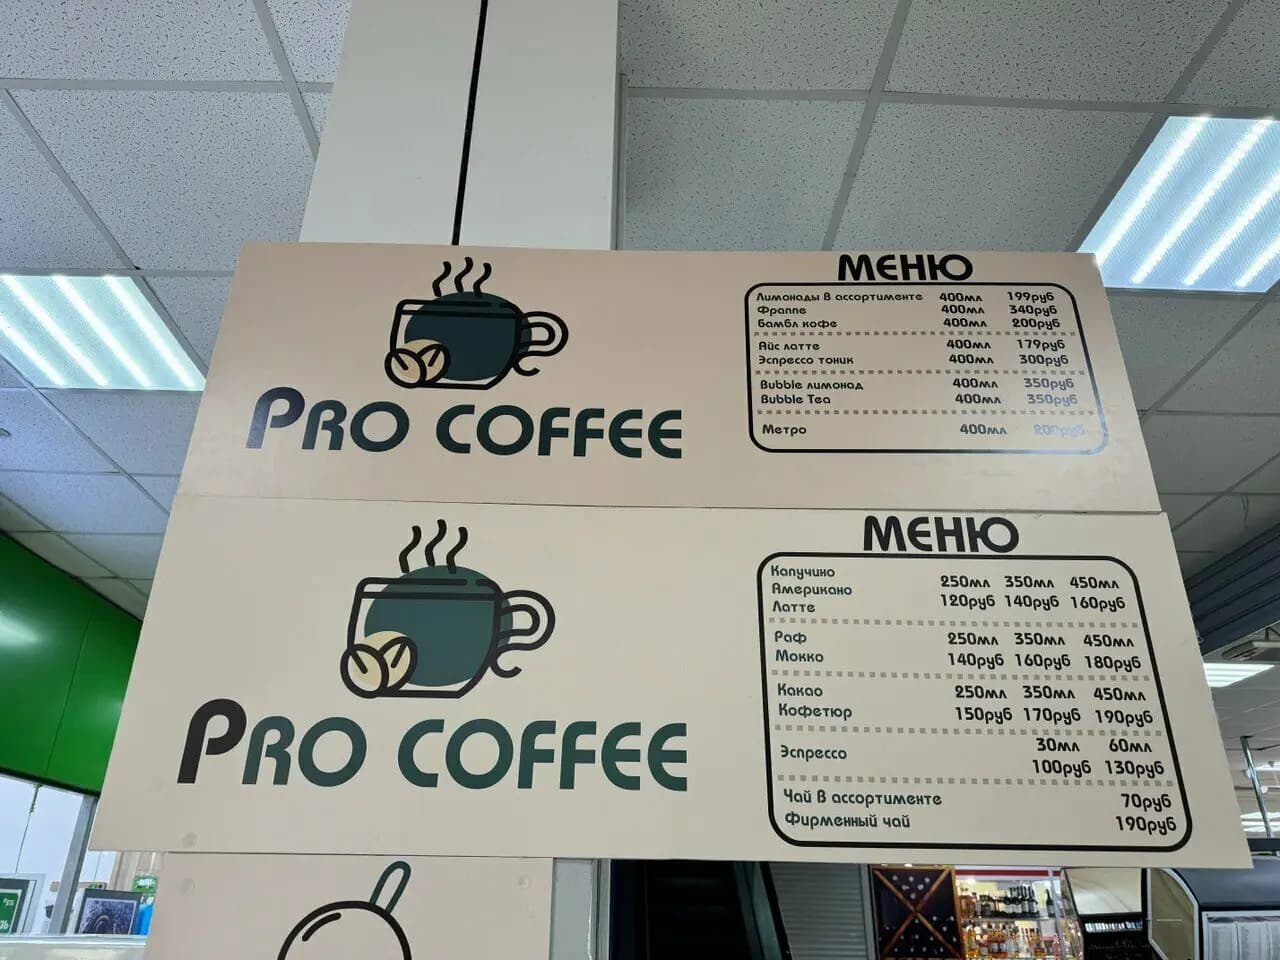 PRO COFFEE
МЕНЮ
Лимонады В ассортименте 400мл 199руб
Фраппе 400мл 340руб
Бамбл кофе 400мл 200руб
Айс латте 400мл 179руб
Эспрессо тоник 400мл 300руб
Bubble лимонад 400мл 350руб
Bubble Tea 400мл 350руб
Метро 400мл 200руб
PRO COFFEE
МЕНЮ
Капучино
Американо
Латте
250мл 350мл 450мл
120руб 140руб 160руб
Раф 250мл 350мл 450мл
Мокко 140руб 160руб 180руб
Какао 250мл 350мл 450мл
Кофетюр 150руб 170руб 190руб
Эспрессо
30мл 60мл
100руб 130руб
Чай В ассортименте 70руб
Фирменный чай 190руб